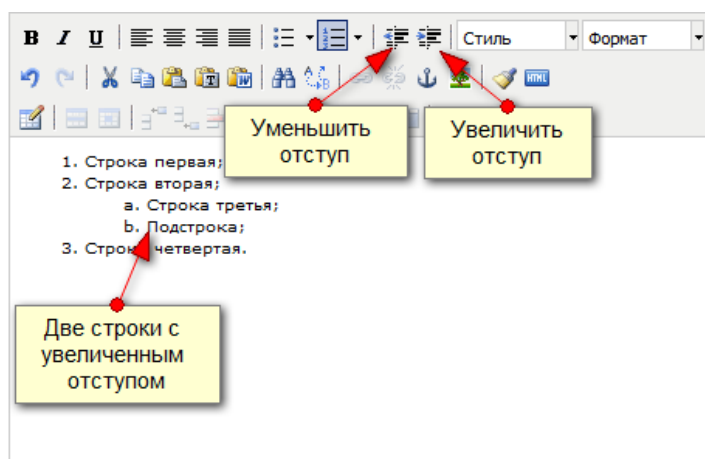 B I U Стиль Формат
HTML
Уменьшить
отступ
Увеличить
отступ
1. Строка первая;
2. Строка вторая;
a. Строка третья;
b. Подстрока;
3. Строка четвертая.
Две строки с
увеличенным
отступом